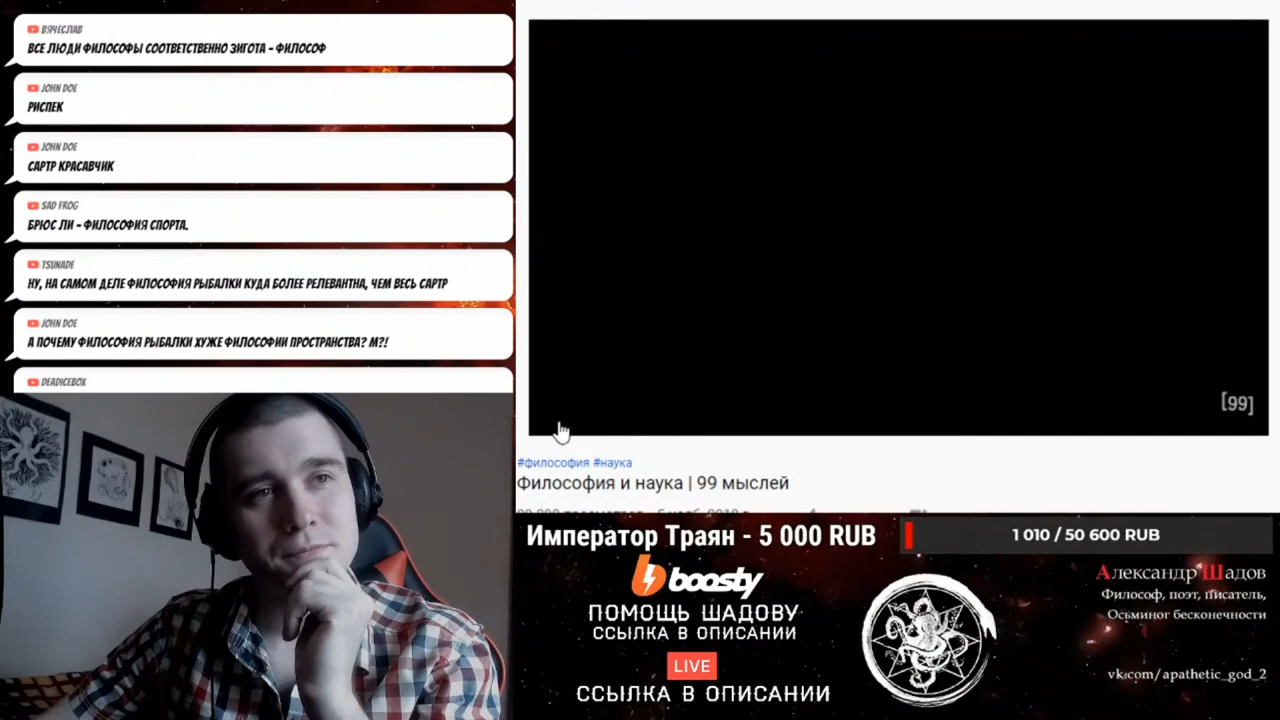 ВЯЧЕСЛАВ
ВСЕ ЛЮДИ ФИЛОСОФЫ СООТВЕТСТВЕННО ЗИГОТА - ФИЛОСОФ
JOHN DOE
РИСПЕК
JOHN DOE
САРТР КРАСАВЧИК
SAD FROG
БРЮС ЛИ - ФИЛОСОФИЯ СПОРТА.
TSUNADE
НУ, НА САМОМ ДЕЛЕ ФИЛОСОФИЯ РЫБАЛКИ КУДА БОЛЕЕ РЕЛЕВАНТНА, ЧЕМ ВЕСЬ САРТР
JOHN DOE
А ПОЧЕМУ ФИЛОСОФИЯ РЫБАЛКИ ХУЖЕ ФИЛОСОФИИ ПРОСТРАНСТВА? М?!
DEADICEBOX
[99]
#философия #наука
Философия и наука | 99 мыслей
Император Траян - 5 000 RUB
1 010 / 50 600 RUB
boosty
ПОМОЩЬ ШАДОВУ
ССЫЛКА В ОПИСАНИИ
LIVE
ССЫЛКА В ОПИСАНИИ
Александр Шадов
Философ, поэт, писатель,
Осьминог бесконечности
vk.com/apathetic_god_2